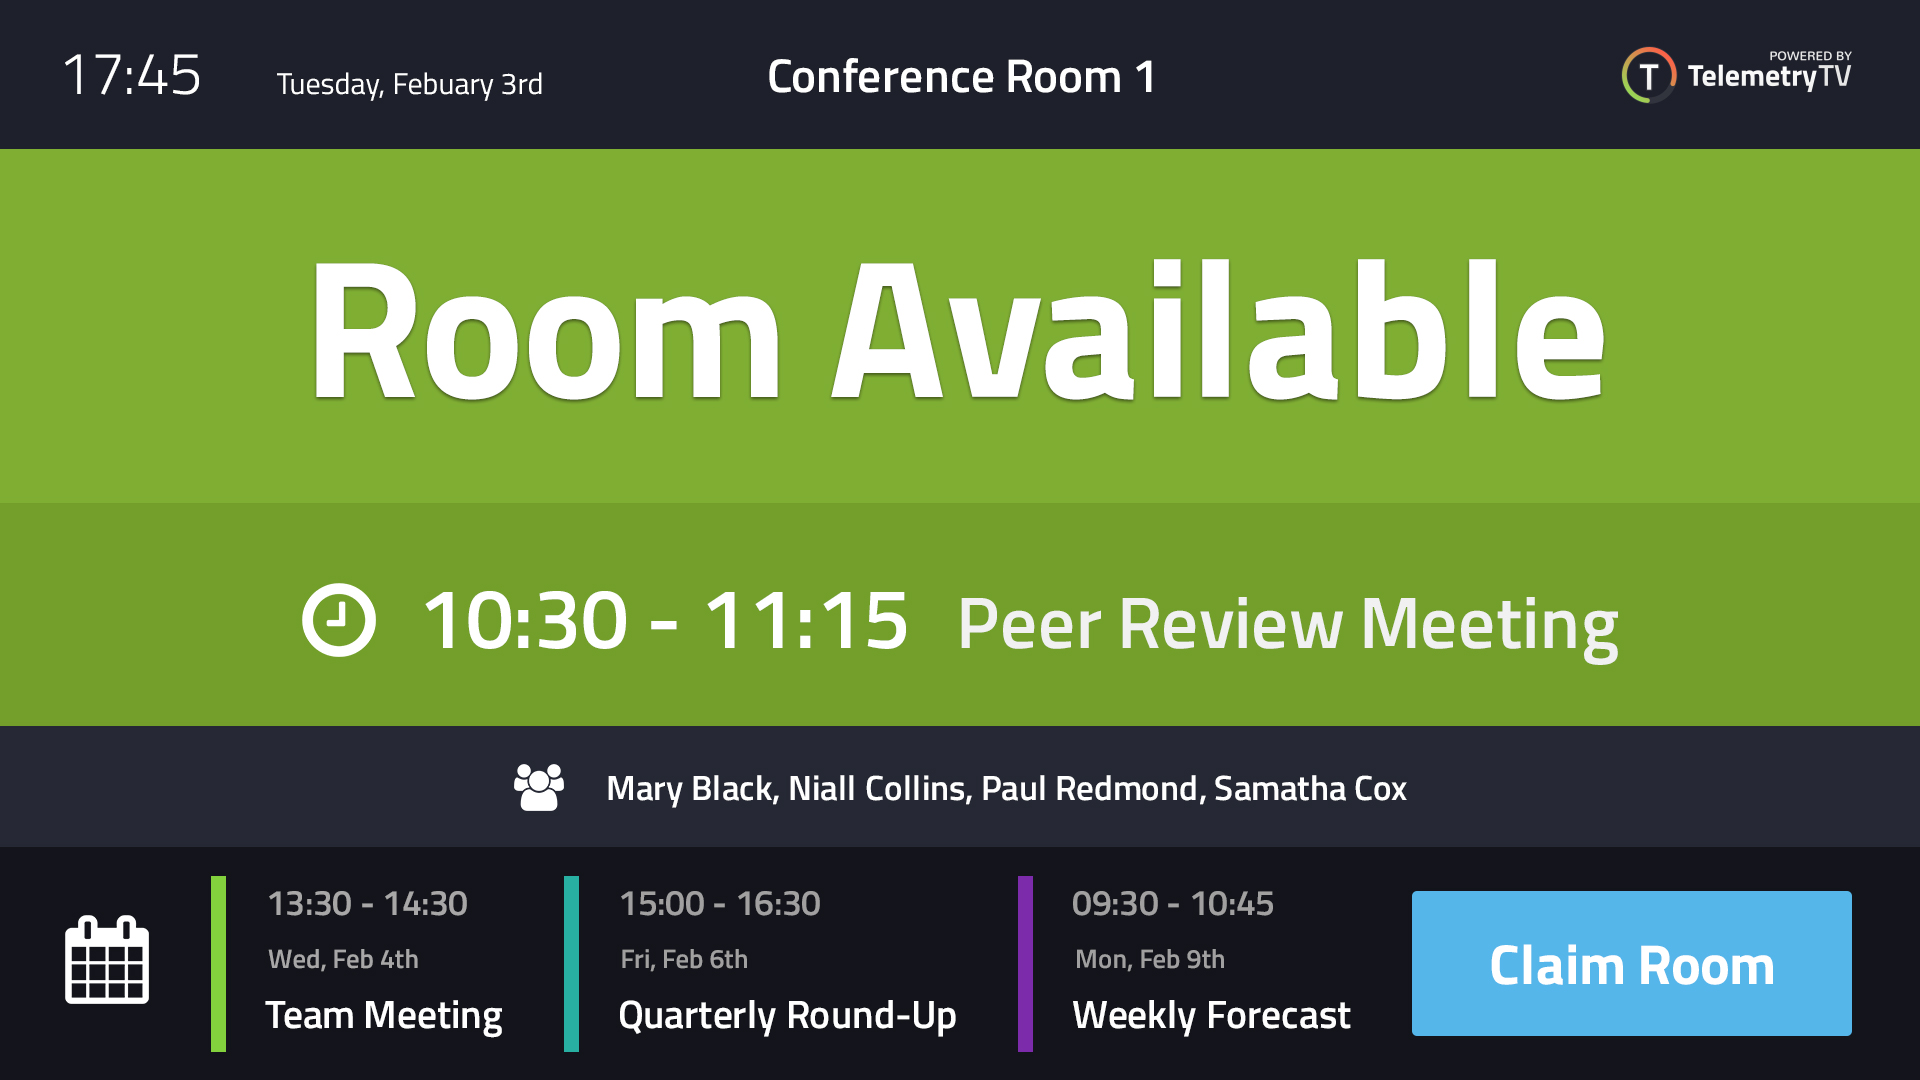 17:45
Tuesday, Febuary 3rd
Conference Room 1
T
POWERED BY
TelemetryTV
Room Available
10:30 - 11:15 Peer Review Meeting
Mary Black, Niall Collins, Paul Redmond, Samatha Cox
13:30 - 14:30
Wed, Feb 4th
Team Meeting
15:00 - 16:30
Fri, Feb 6th
Quarterly Round-Up
09:30 - 10:45
Mon, Feb 9th
Weekly Forecast
Claim Room